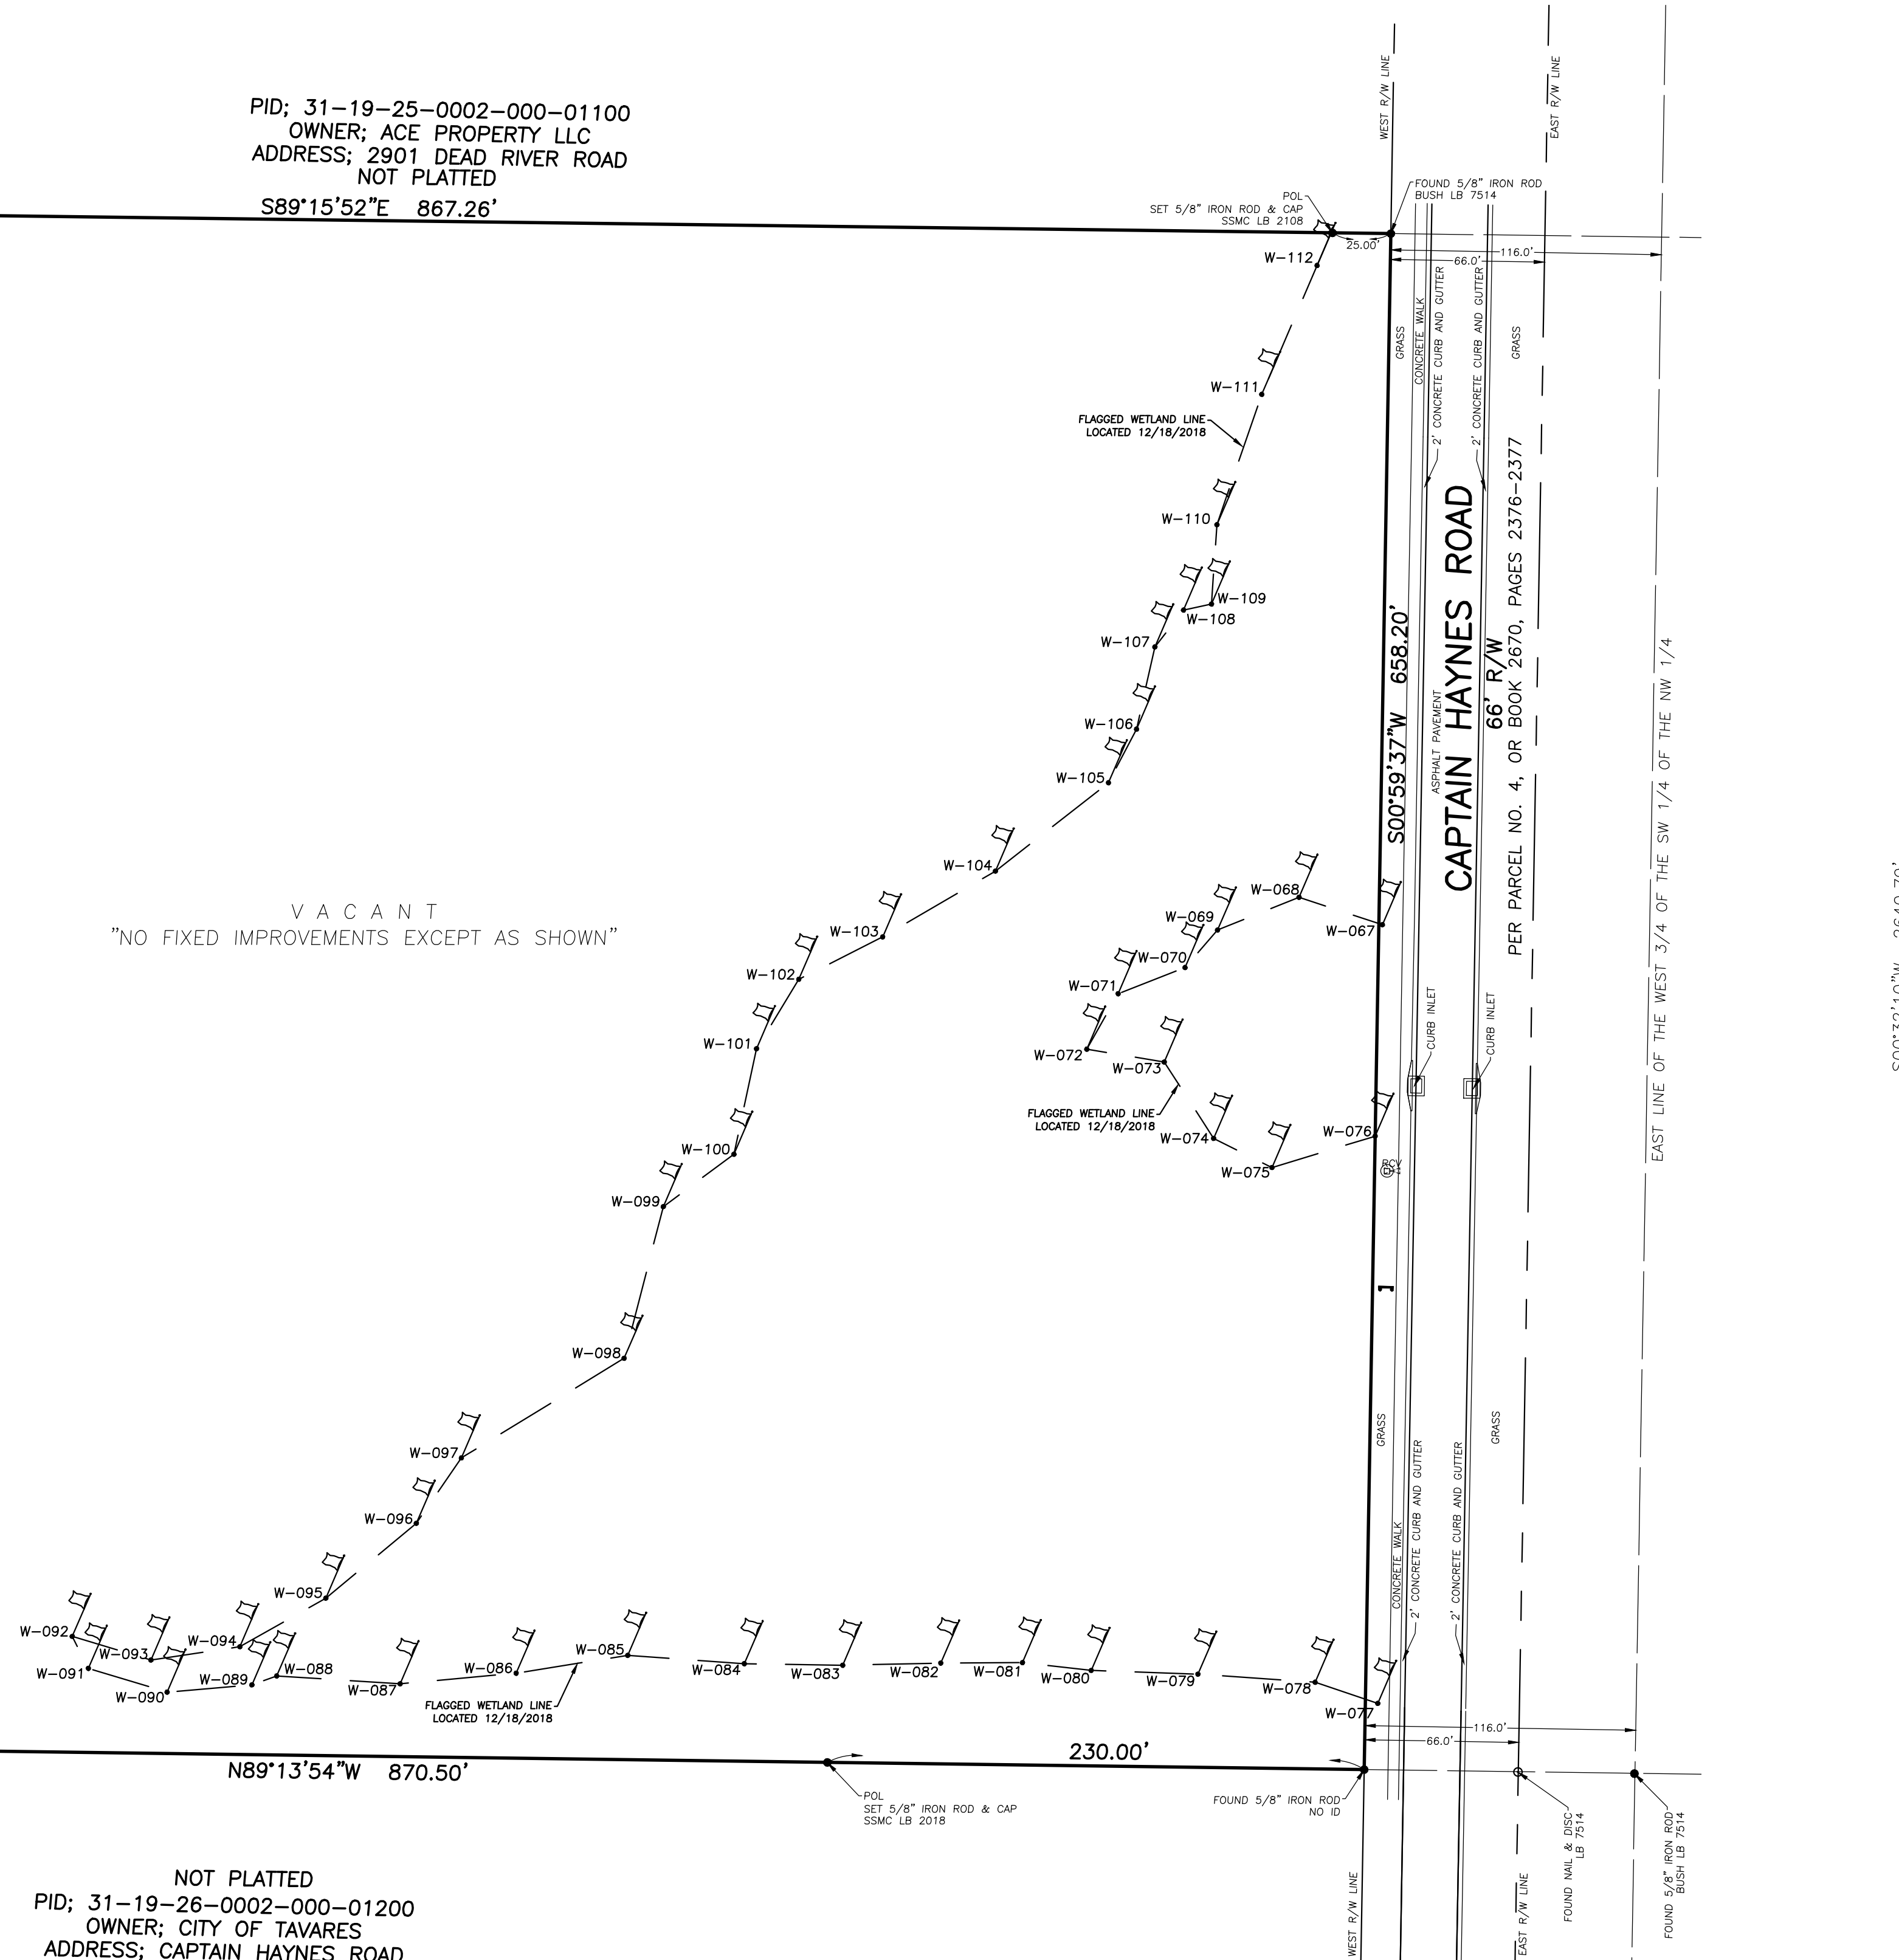 PID; 31-19-25-0002-000-01100
OWNER; ACE PROPERTY LLC
ADDRESS; 2901 DEAD RIVER ROAD
NOT PLATTED
S89°15'52"E 867.26'
WEST R/W LINE
EAST R/W LINE
POL
SET 5/8" IRON ROD & CAP
SSMC LB 2108
FOUND 5/8" IRON ROD
BUSH LB 7514
25.00'
116.0'
66.0'
W-112
W-111
FLAGGED WETLAND LINE
LOCATED 12/18/2018
W-110
W-109
W-108
W-107
W-106
W-105
W-104
W-103
W-102
W-101
W-100
W-099
W-098
W-097
W-096
W-095
W-094
W-093
W-092
W-091
W-090
W-089
W-088
W-087
W-086
W-085
W-084
W-083
W-082
W-081
W-080
W-079
W-078
W-077
FLAGGED WETLAND LINE
LOCATED 12/18/2018
V A C A N T
"NO FIXED IMPROVEMENTS EXCEPT AS SHOWN"
W-067
W-068
W-069
W-070
W-071
W-072
W-073
W-074
W-075
W-076
FLAGGED WETLAND LINE
LOCATED 12/18/2018
GRASS
CONCRETE WALK
2' CONCRETE CURB AND GUTTER
2' CONCRETE CURB AND GUTTER
GRASS
S00°59'37"W 658.20'
ASPHALT PAVEMENT
CAPTAIN HAYNES ROAD
66' R/W
PER PARCEL NO. 4, OR BOOK 2670, PAGES 2376-2377
EAST LINE OF THE WEST 3/4 OF THE SW 1/4 OF THE NW 1/4
S00°32'10"W 2640.70'
CURB INLET
CURB INLET
GRASS
CONCRETE WALK
2' CONCRETE CURB AND GUTTER
2' CONCRETE CURB AND GUTTER
GRASS
116.0'
66.0'
230.00'
N89°13'54"W 870.50'
POL
SET 5/8" IRON ROD & CAP
SSMC LB 2018
FOUND 5/8" IRON ROD
NO ID
FOUND NAIL & DISC
LB 7514
FOUND 5/8" IRON ROD
BUSH LB 7514
WEST R/W LINE
EAST R/W LINE
NOT PLATTED
PID; 31-19-26-0002-000-01200
OWNER; CITY OF TAVARES
ADDRESS; CAPTAIN HAYNES ROAD